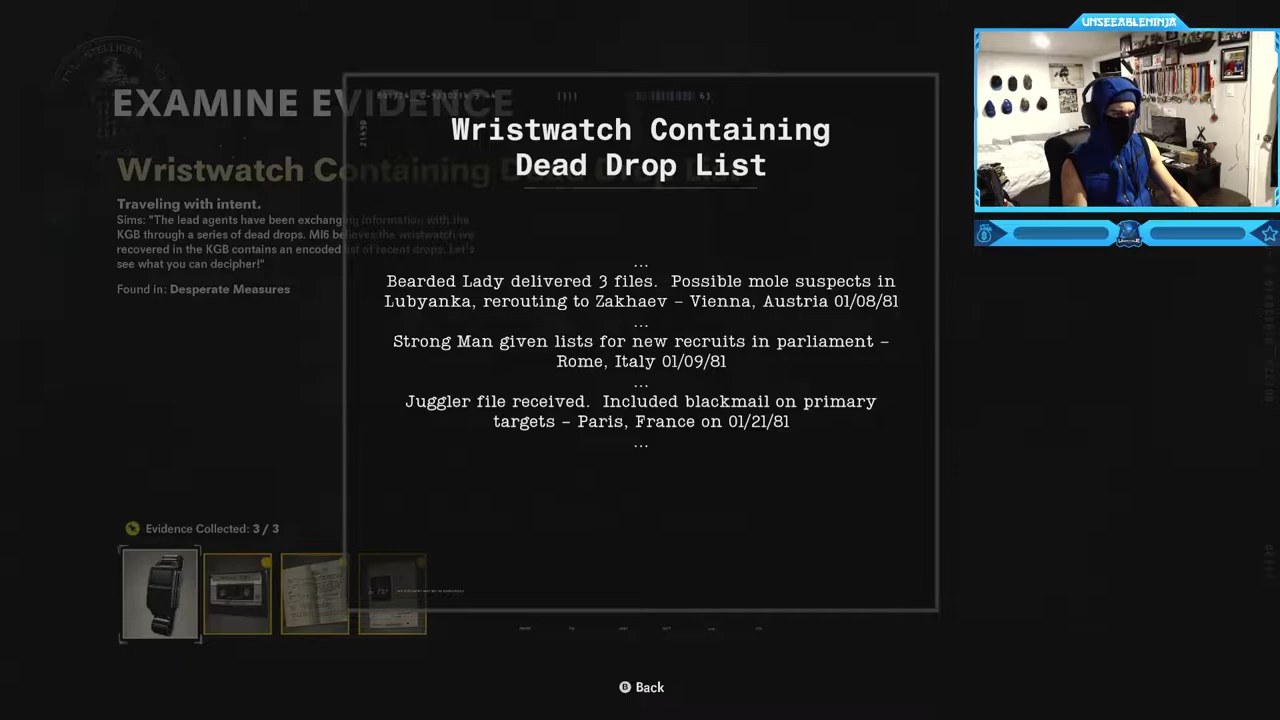 UNSEEABLENINJA
EXAMINE EVIDENCE
Wristwatch Containing
Dead Drop List
Wristwatch Containing Dead Drop List
Traveling with intent.
Sims: "The lead agents have been exchanging information with the
KGB through a series of dead drops. MI6 believes the wristwatch we
recovered in the KGB contains an encoded list of recent drops. Let's
see what you can decipher!"
Found in: Desperate Measures
...
Bearded Lady delivered 3 files. Possible mole suspects in
Lubyanka, rerouting to Zakhaev – Vienna, Austria 01/08/81
...
Strong Man given lists for new recruits in parliament –
Rome, Italy 01/09/81
...
Juggler file received. Included blackmail on primary
targets – Paris, France on 01/21/81
...
Evidence Collected: 3 / 3
B Back